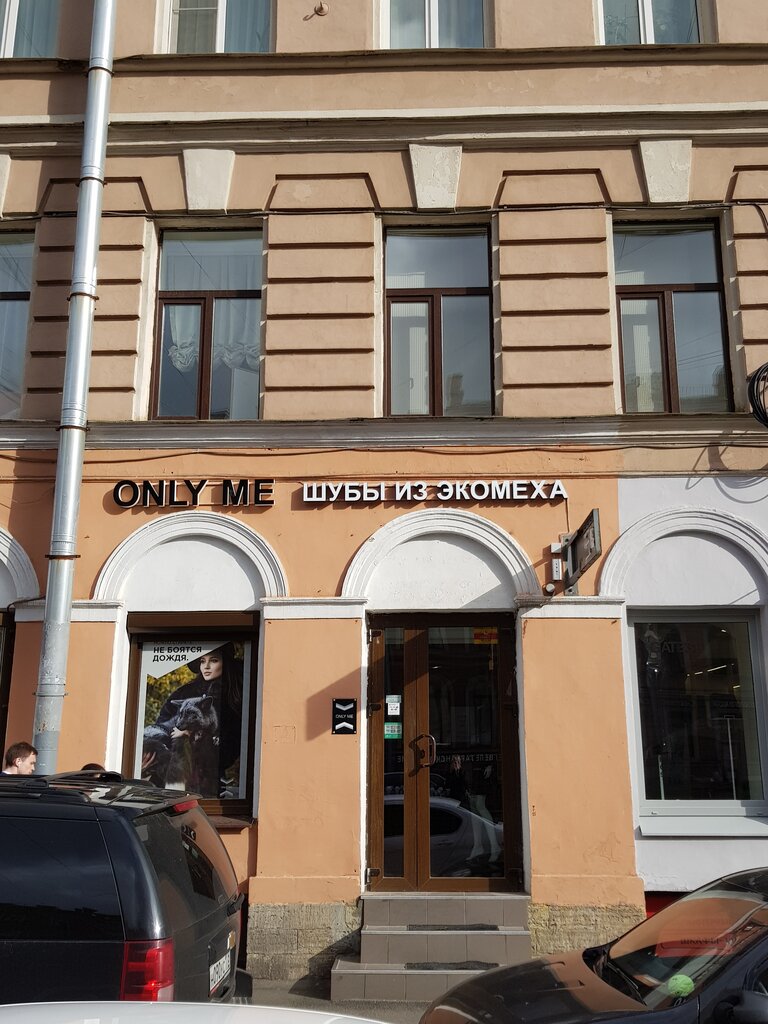 ONLY ME ШУБЫ ИЗ ЭКОМЕХА
НЕ БОЯТСЯ
ДОЖДЯ.
ONLY ME